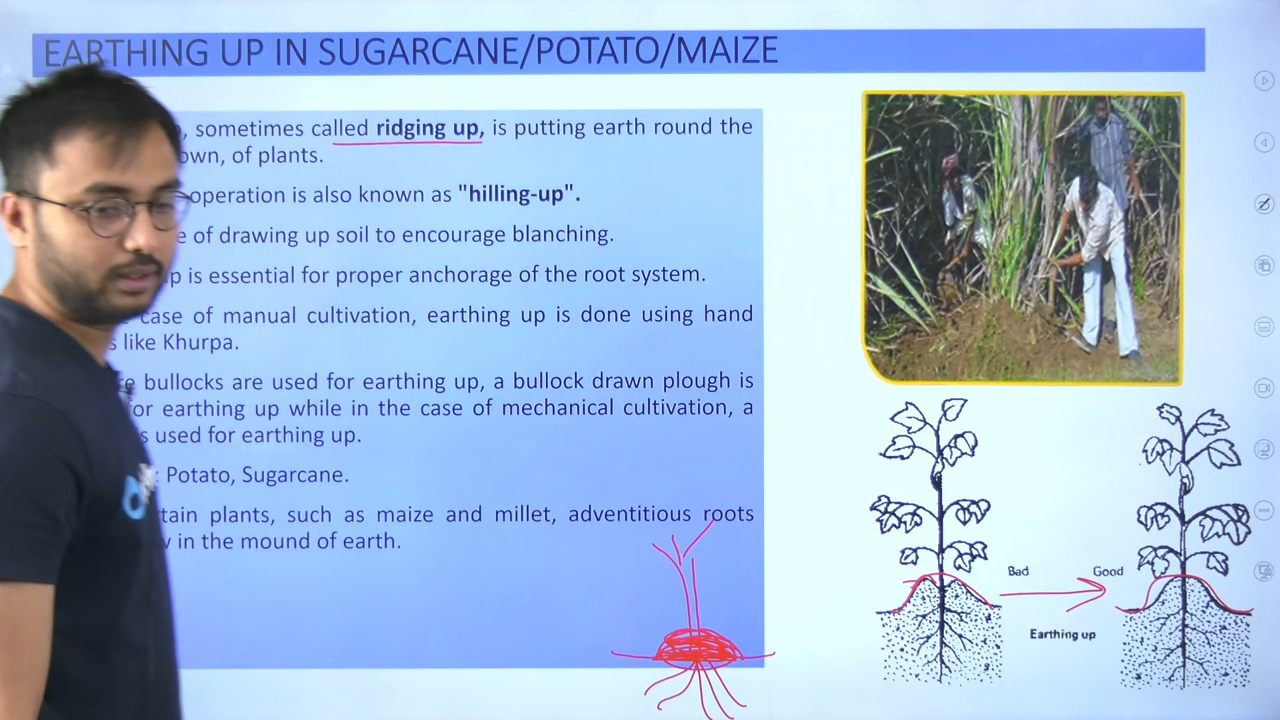 EARTHING UP IN SUGARCANE/POTATO/MAIZE
, sometimes called ridging up, is putting earth round the
of plants.
operation is also known as "hilling-up".
of drawing up soil to encourage blanching.
is essential for proper anchorage of the root system.
case of manual cultivation, earthing up is done using hand
like Khurpa.
bullocks are used for earthing up, a bullock drawn plough is
for earthing up while in the case of mechanical cultivation, a
used for earthing up.
: Potato, Sugarcane.
plants, such as maize and millet, adventitious roots
in the mound of earth.
Bad
Good
Earthing up